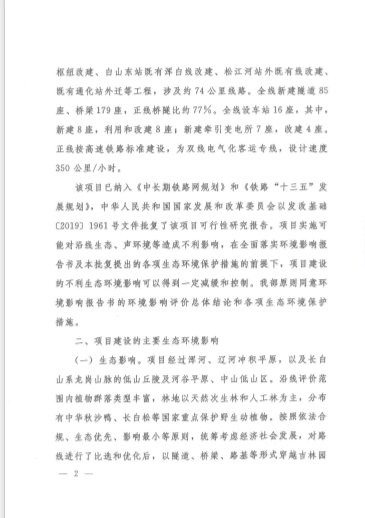 枢纽改建、白山东站既有浑白线改建、松江河站外既有线改建、
既有通化站外迁等工程，涉及约 74 公里线路。全线新建隧道 85
座、桥梁 179 座，正线桥隧比约 77%。全线设车站 16 座，其中，
新建 8 座，利用和改建 8 座；新建牵引变电所 7 座，改建 4 座。
正线按高速铁路标准建设，为双线电气化客运专线，设计速度
350 公里/小时。
该项目已纳入《中长期铁路网规划》和《铁路“十三五”发
展规划》，中华人民共和国国家发展和改革委员会以发改基础
〔2019〕1961 号文件批复了该项目可行性研究报告。项目实施可
能对沿线生态、声环境等造成不利影响，在全面落实环境影响报
告书及本批复提出的各项生态环境保护措施的前提下，项目建设
的不利生态环境影响可以得到一定减缓和控制。我部原则同意环
境影响报告书的环境影响评价总体结论和各项生态环境保护
措施。
二、项目建设的主要生态环境影响
（一）生态影响。项目经过浑河、辽河冲积平原，以及长白
山系龙岗山脉的低山丘陵及河谷平原、中山低山区。沿线评价范
围内植物群落类型丰富，林地以天然次生林和人工林为主，分布
有中华秋沙鸭、长白松等国家重点保护野生动植物。按照依法合
规、生态优先、影响最小等原则，统筹考虑经济社会发展，对路
线进行了比选和优化后，以隧道、桥梁、路基等形式穿越吉林园
— 2 —